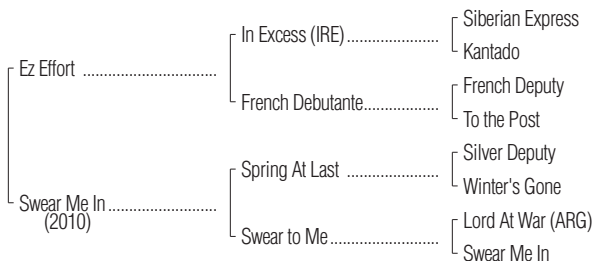 Siberian Express
In Excess (IRE)....................
Kantado
Ez Effort ...............................
French Deputy
French Debutante.................
To the Post
Silver Deputy
Spring At Last .....................
Winter's Gone
Swear Me In.........................
(2010)
Lord At War (ARG)
Swear to Me.........................
Swear Me In